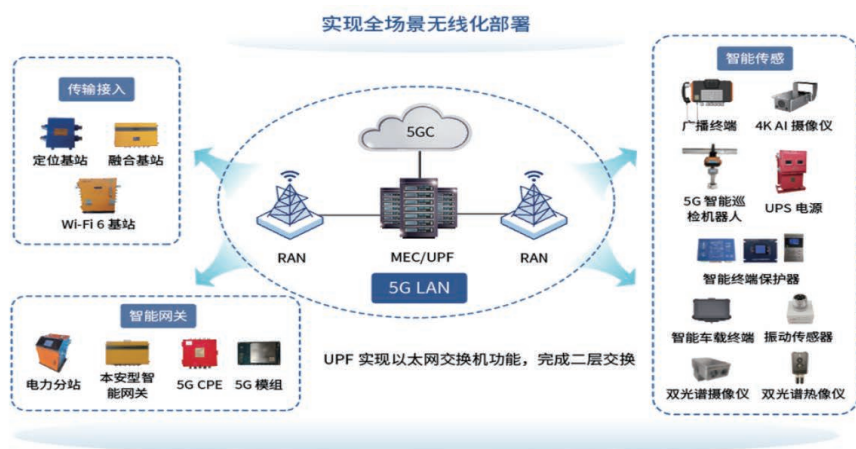 实现全场景无线化部署
传输接入
定位基站
融合基站
Wi-Fi 6 基站
智能网关
电力分站
本安型智能网关
5G CPE
5G 模组
5GC
RAN
MEC/UPF
RAN
5G LAN
UPF 实现以太网交换机功能，完成二层交换
智能传感
广播终端
4K AI 摄像仪
5G 智能巡
检机器人
UPS 电源
智能终端保护器
智能车载终端
振动传感器
双光谱摄像仪
双光谱热像仪